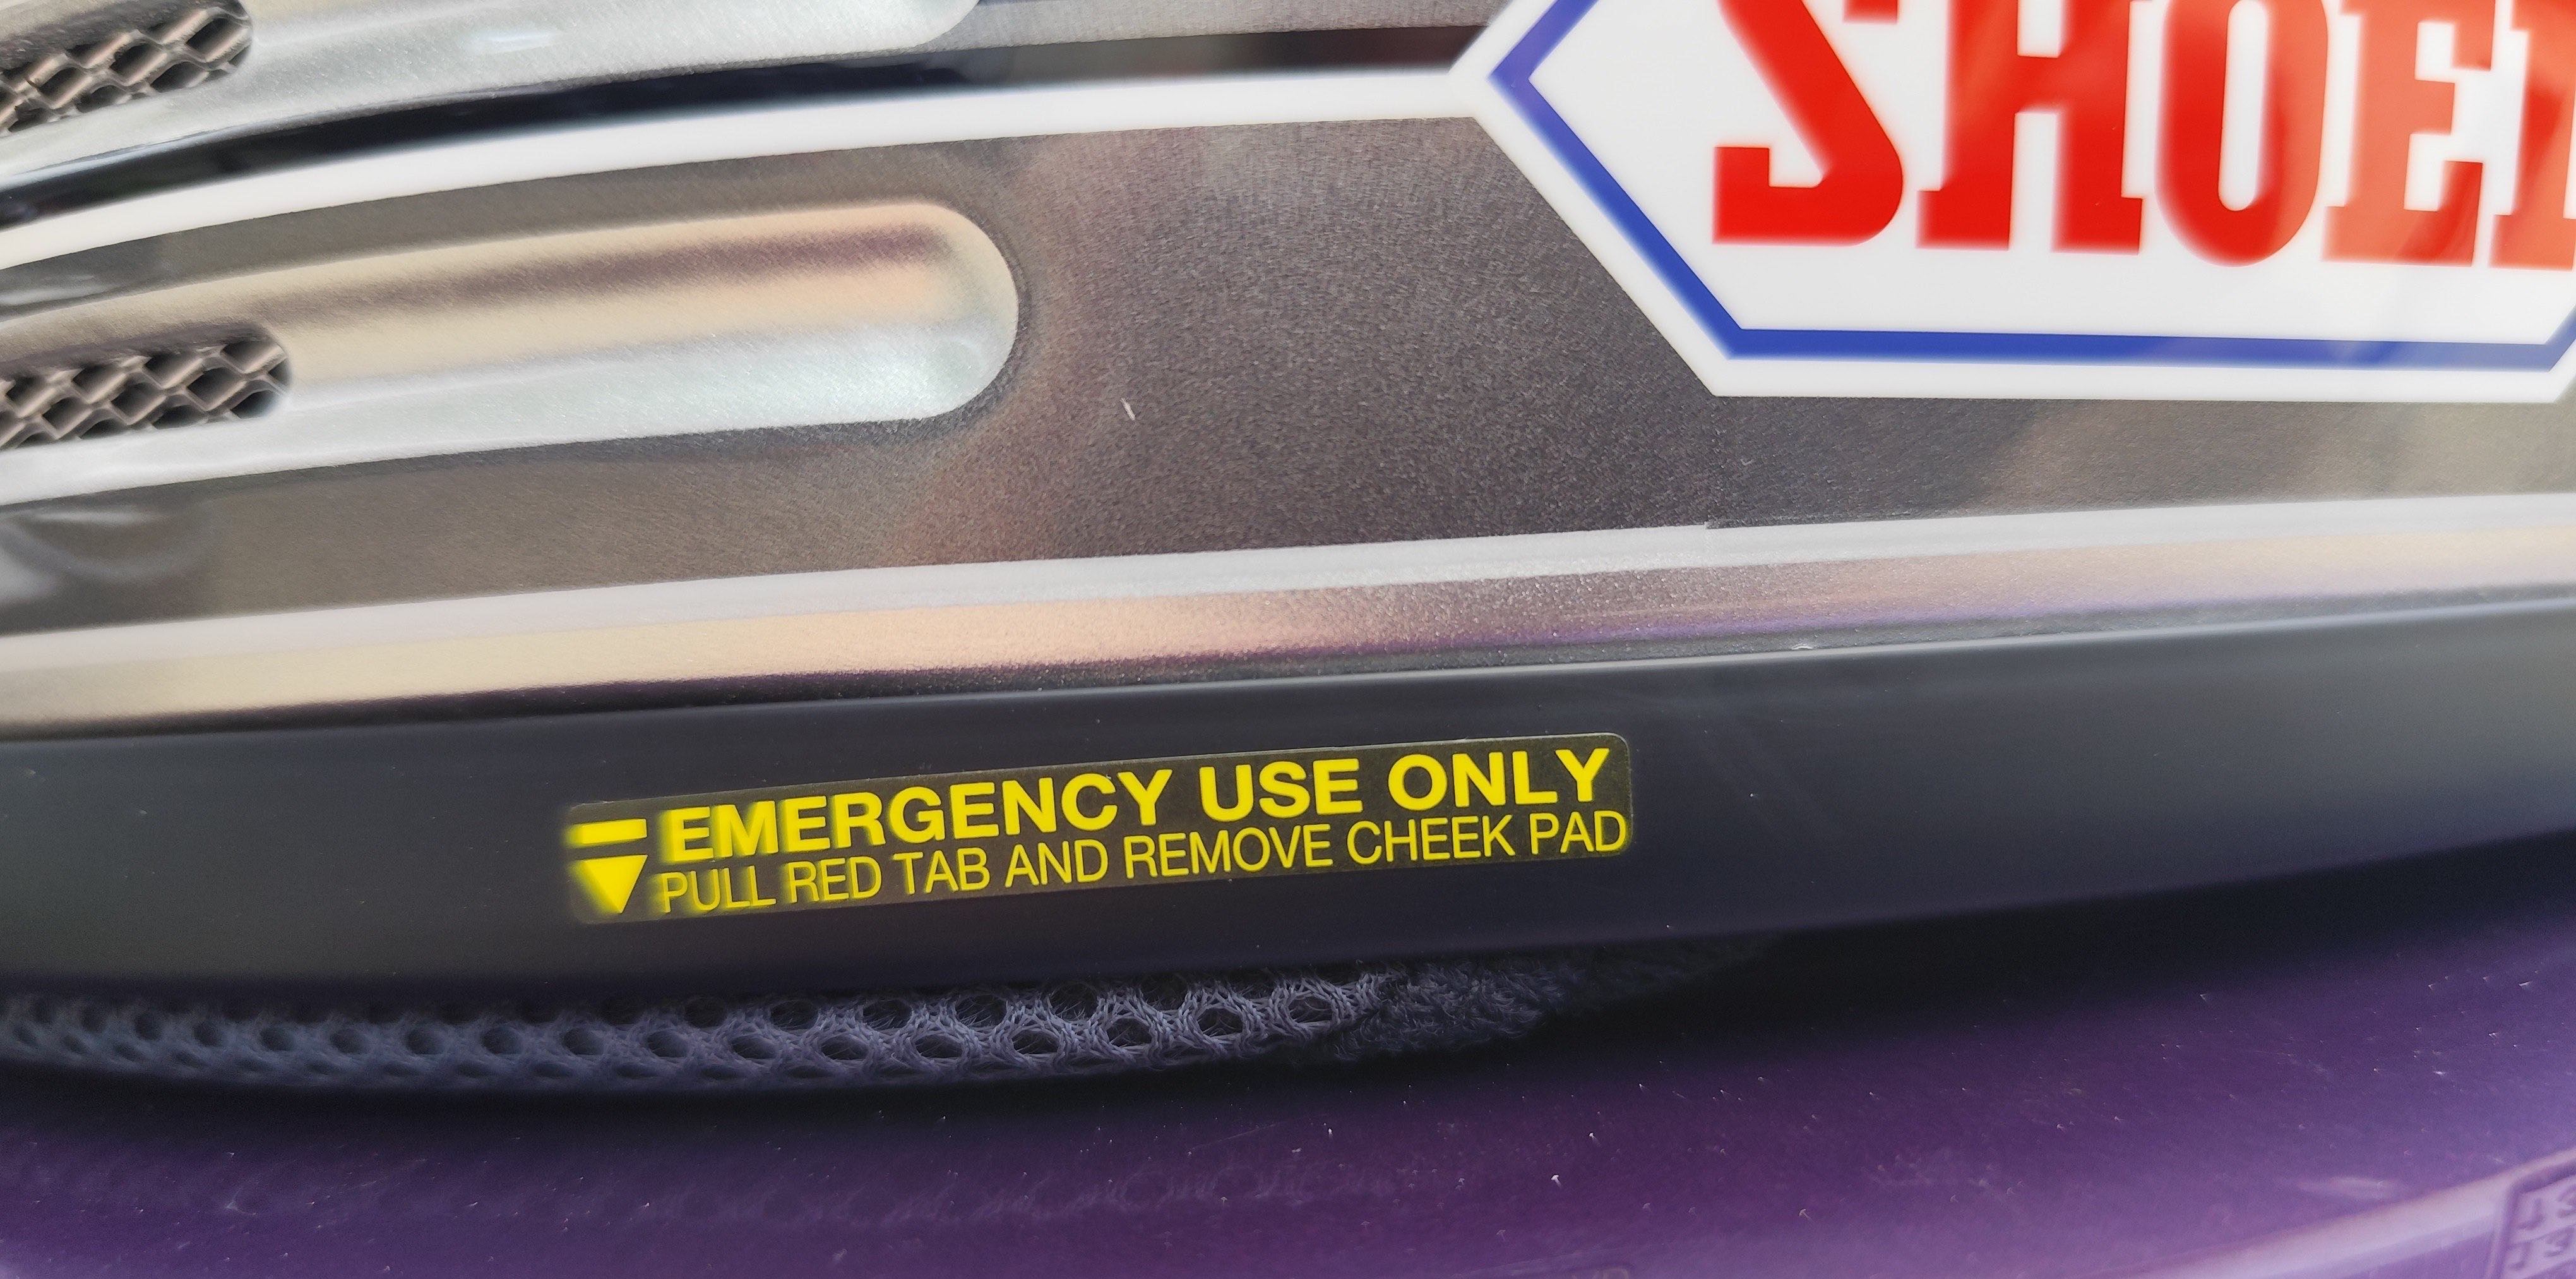 SHOEI
EMERGENCY USE ONLY
PULL RED TAB AND REMOVE CHEEK PAD